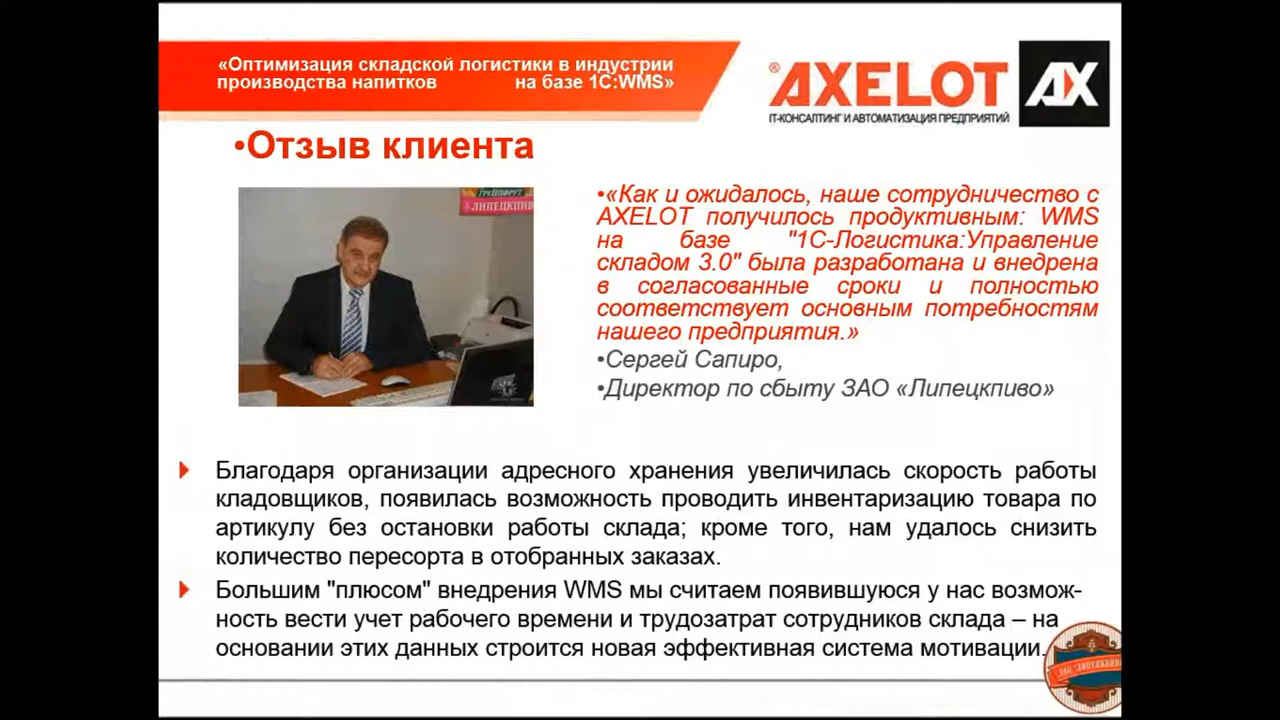 «Оптимизация складской логистики в индустрии
производства напитков на базе 1С:WMS»
®AXELOT
AX
IT-КОНСАЛТИНГ И АВТОМАТИЗАЦИЯ ПРЕДПРИЯТИЙ
•Отзыв клиента
ГРЕЙПФРУТ
ЛИПЕЦКПИВО
•«Как и ожидалось, наше сотрудничество с
AXELOT получилось продуктивным: WMS
на базе "1С-Логистика:Управление
складом 3.0" была разработана и внедрена
в согласованные сроки и полностью
соответствует основным потребностям
нашего предприятия.»
•Сергей Сапиро,
•Директор по сбыту ЗАО «Липецкпиво»
Благодаря организации адресного хранения увеличилась скорость работы
кладовщиков, появилась возможность проводить инвентаризацию товара по
артикулу без остановки работы склада; кроме того, нам удалось снизить
количество пересорта в отобранных заказах.
Большим "плюсом" внедрения WMS мы считаем появившуюся у нас возмож-
ность вести учет рабочего времени и трудозатрат сотрудников склада – на
основании этих данных строится новая эффективная система мотивации.
ЗАО "ЛИПЕЦКПИВО